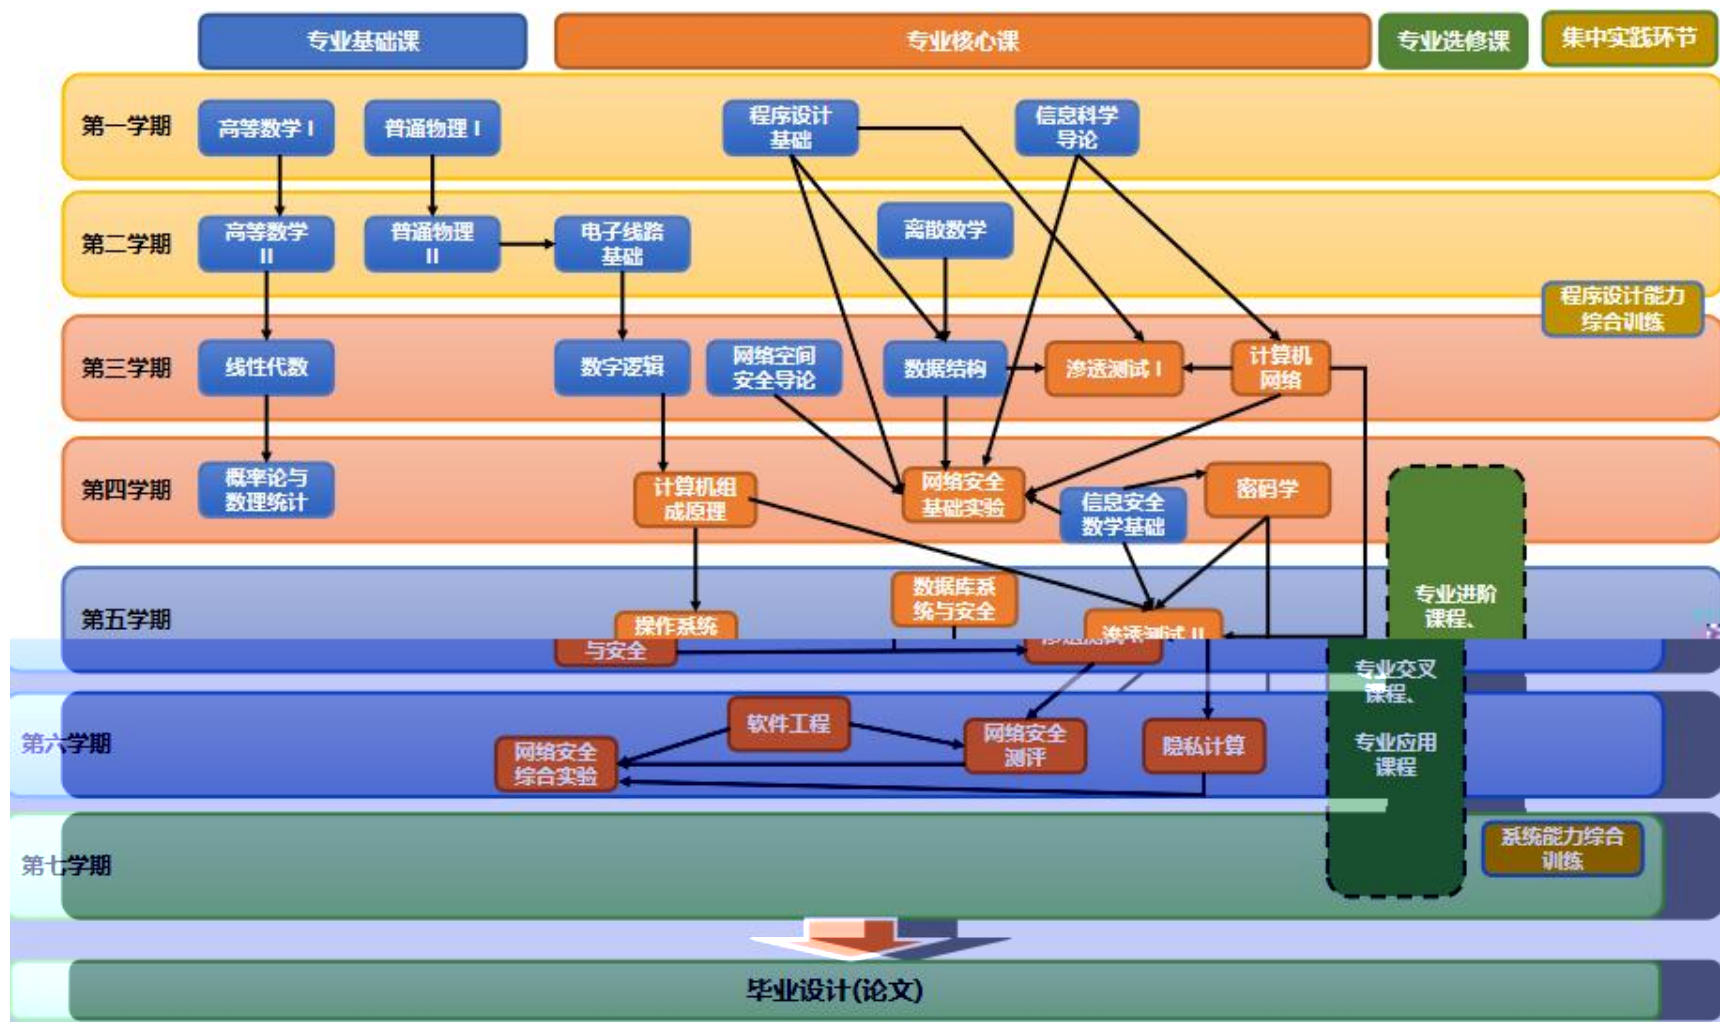 专业基础课
专业核心课
专业选修课
集中实践环节
第一学期
高等数学 I
普通物理 I
程序设计
基础
信息科学
导论
第二学期
高等数学
II
普通物理
II
电子线路
基础
离散数学
程序设计能力
综合训练
第三学期
线性代数
数字逻辑
网络空间
安全导论
数据结构
渗透测试 I
计算机
网络
第四学期
概率论与
数理统计
计算机组
成原理
网络安全
基础实验
信息安全
数学基础
密码学
第五学期
操作系统
与安全
数据库系
统与安全
渗透测试 II
专业进阶
课程、
专业交叉
课程、
专业应用
课程
第六学期
网络安全
综合实验
软件工程
网络安全
测评
隐私计算
第七学期
系统能力综合
训练
毕业设计(论文)